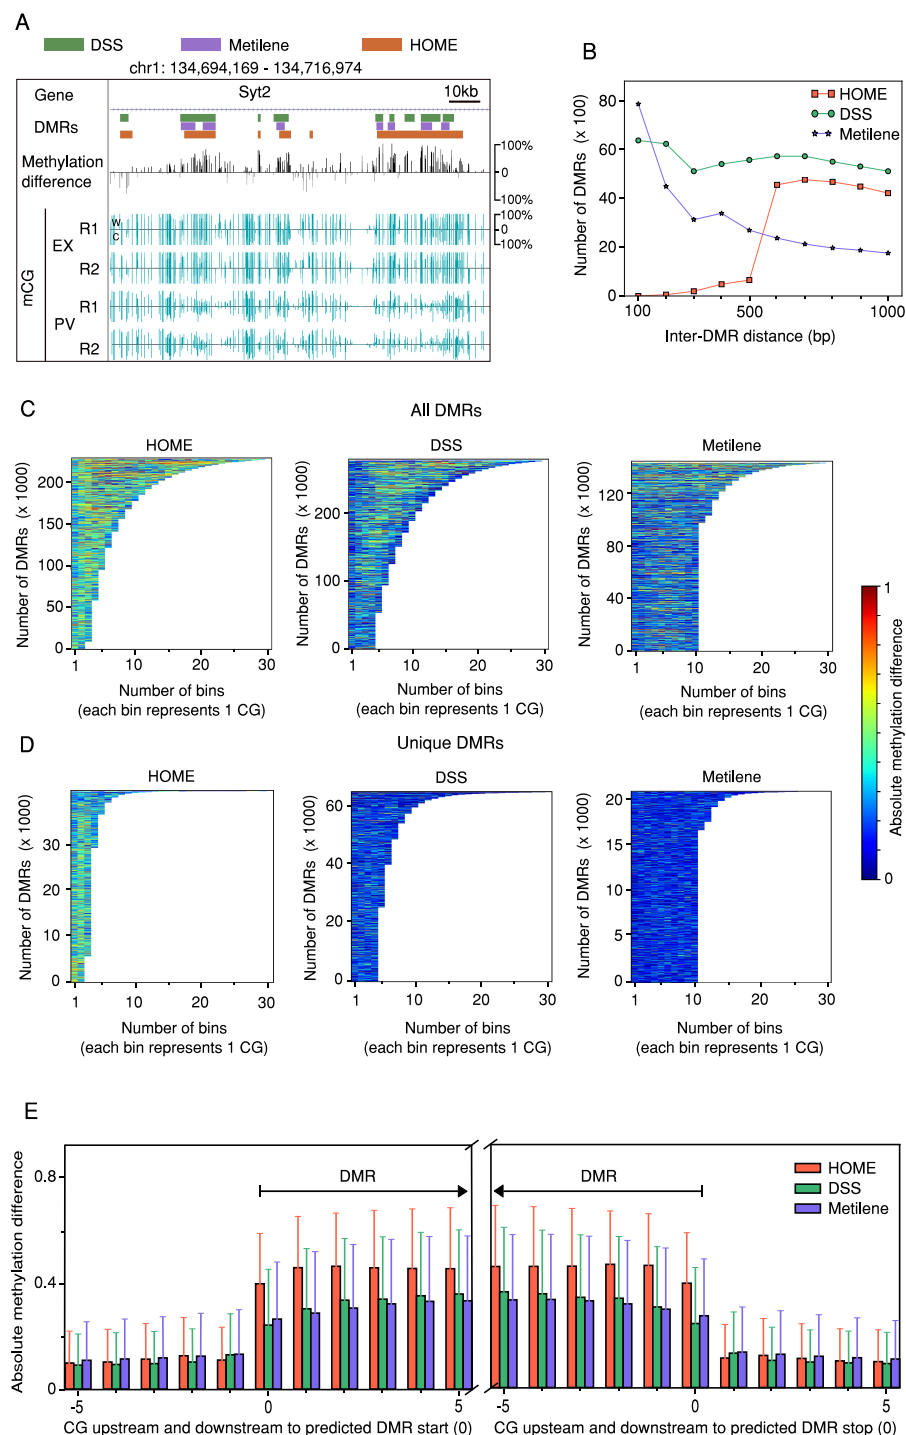 A
DSS Metilene HOME
chr1: 134,694,169 - 134,716,974
Gene Syt2 10kb
DMRs
Methylation difference
100%
0
100%
mCG
EX
R1
W
C
100%
0
100%
R2
PV
R1
R2
B
HOME
DSS
Metilene
Number of DMRs (x 100)
80
60
40
20
0
100 500 1000
Inter-DMR distance (bp)
C
All DMRs
HOME DSS Metilene
Number of DMRs (x 1000)
200
150
100
50
0
1 10 20 30
Number of bins
(each bin represents 1 CG)
Number of DMRs (x 1000)
200
100
0
1 10 20 30
Number of bins
(each bin represents 1 CG)
Number of DMRs (x 1000)
120
80
40
0
1 10 20 30
Number of bins
(each bin represents 1 CG)
1
Absolute methylation difference
0
D
Unique DMRs
HOME DSS Metilene
Number of DMRs (x 1000)
30
20
10
0
1 10 20 30
Number of bins
(each bin represents 1 CG)
Number of DMRs (x 1000)
60
40
20
0
1 10 20 30
Number of bins
(each bin represents 1 CG)
Number of DMRs (x 1000)
20
15
10
5
0
1 10 20 30
Number of bins
(each bin represents 1 CG)
E
Absolute methylation difference
0.8
0.4
0
DMR DMR
HOME
DSS
Metilene
-5 0 5 -5 0 5
CG upstream and downstream to predicted DMR start (0)
CG upstream and downstream to predicted DMR stop (0)